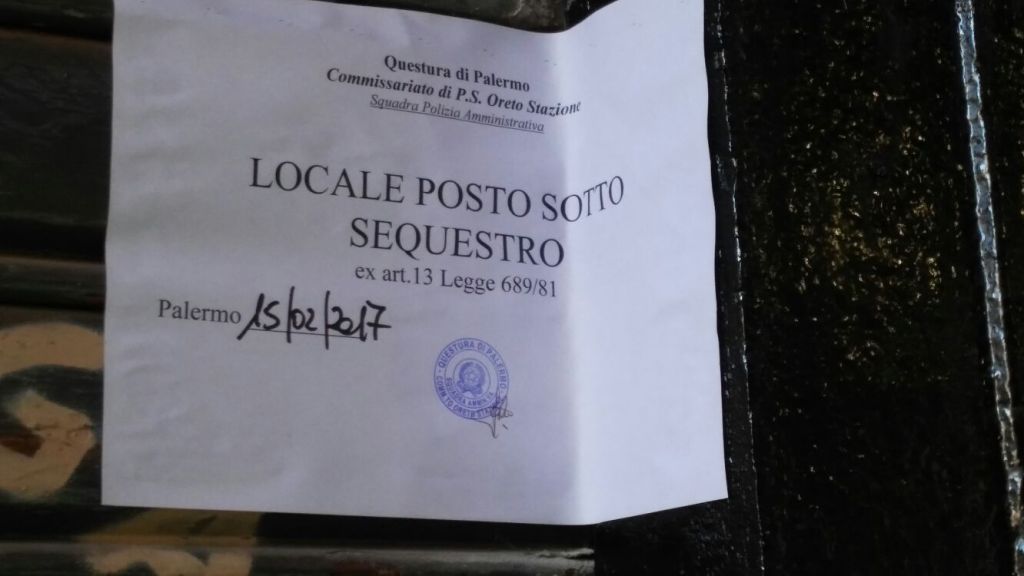 Questura di Palermo
Commissariato di P.S. Oreto Stazione
Squadra Polizia Amministrativa
LOCALE POSTO SOTTO
SEQUESTRO
ex art.13 Legge 689/81
Palermo 15/02/2017
QUESTURA DI PALERMO